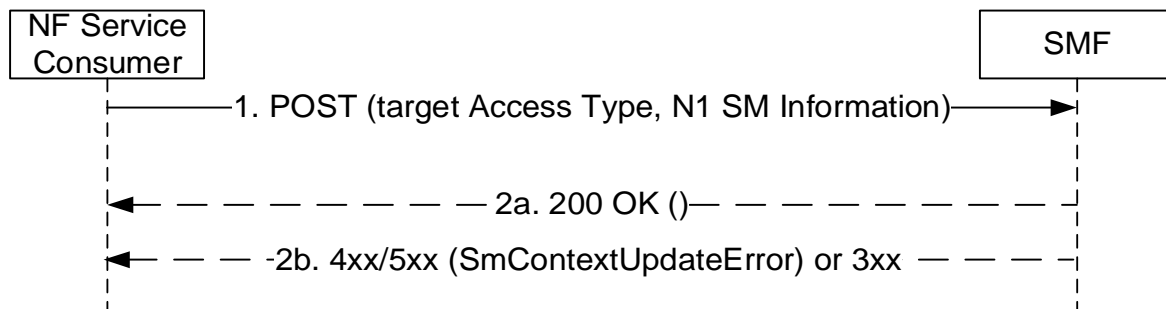 NF Service
Consumer
SMF
1. POST (target Access Type, N1 SM Information)
2a. 200 OK ()
2b. 4xx/5xx (SmContextUpdateError) or 3xx